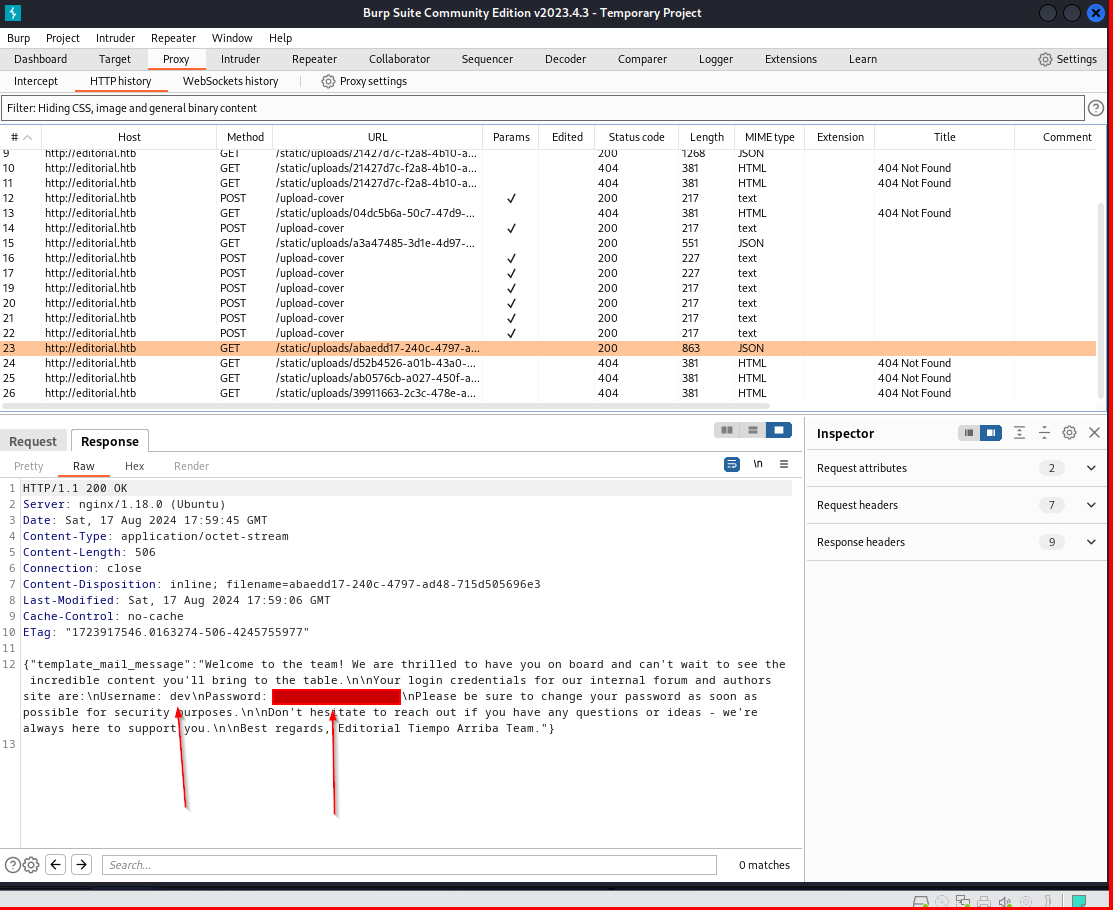 Burp Suite Community Edition v2023.4.3 - Temporary Project
Burp Project Intruder Repeater Window Help
Dashboard Target Proxy Intruder Repeater Collaborator Sequencer Decoder Comparer Logger Extensions Learn Settings
Intercept HTTP history WebSockets history Proxy settings
Filter: Hiding CSS, image and general binary content
# Host Method URL Params Edited Status code Length MIME type Extension Title Comment
9 http://editorial.htb GET /static/uploads/21427d7c-f2a8-4b10-a... 200 1268 JSON
10 http://editorial.htb GET /static/uploads/21427d7c-f2a8-4b10-a... 404 381 HTML 404 Not Found
11 http://editorial.htb GET /static/uploads/21427d7c-f2a8-4b10-a... 404 381 HTML 404 Not Found
12 http://editorial.htb POST /upload-cover ✓ 200 217 text
13 http://editorial.htb GET /static/uploads/04dc5b6a-50c7-47d9-... 404 381 HTML 404 Not Found
14 http://editorial.htb POST /upload-cover ✓ 200 217 text
15 http://editorial.htb GET /static/uploads/a3a47485-3d1e-4d97-... 200 551 JSON
16 http://editorial.htb POST /upload-cover ✓ 200 227 text
17 http://editorial.htb POST /upload-cover ✓ 200 227 text
19 http://editorial.htb POST /upload-cover ✓ 200 217 text
20 http://editorial.htb POST /upload-cover ✓ 200 217 text
21 http://editorial.htb POST /upload-cover ✓ 200 217 text
22 http://editorial.htb POST /upload-cover ✓ 200 217 text
23 http://editorial.htb GET /static/uploads/abaedd17-240c-4797-a... 200 863 JSON
24 http://editorial.htb GET /static/uploads/d52b4526-a01b-43a0-... 404 381 HTML 404 Not Found
25 http://editorial.htb GET /static/uploads/ab0576cb-a027-450f-a... 404 381 HTML 404 Not Found
26 http://editorial.htb GET /static/uploads/39911663-2c3c-478e-a... 404 381 HTML 404 Not Found
Request Response
Pretty Raw Hex Render \n
1 HTTP/1.1 200 OK
2 Server: nginx/1.18.0 (Ubuntu)
3 Date: Sat, 17 Aug 2024 17:59:45 GMT
4 Content-Type: application/octet-stream
5 Content-Length: 506
6 Connection: close
7 Content-Disposition: inline; filename=abaedd17-240c-4797-ad48-715d505696e3
8 Last-Modified: Sat, 17 Aug 2024 17:59:06 GMT
9 Cache-Control: no-cache
10 ETag: "1723917546.0163274-506-4245755977"
11
12 {"template_mail_message":"Welcome to the team! We are thrilled to have you on board and can't wait to see the
incredible content you'll bring to the table.\n\nYour login credentials for our internal forum and authors
site are:\nUsername: dev\nPassword: \nPlease be sure to change your password as soon as
possible for security purposes.\n\nDon't hesitate to reach out if you have any questions or ideas - we're
always here to support you.\n\nBest regards, Editorial Tiempo Arriba Team."}
13
Inspector
Request attributes 2
Request headers 7
Response headers 9
Search... 0 matches